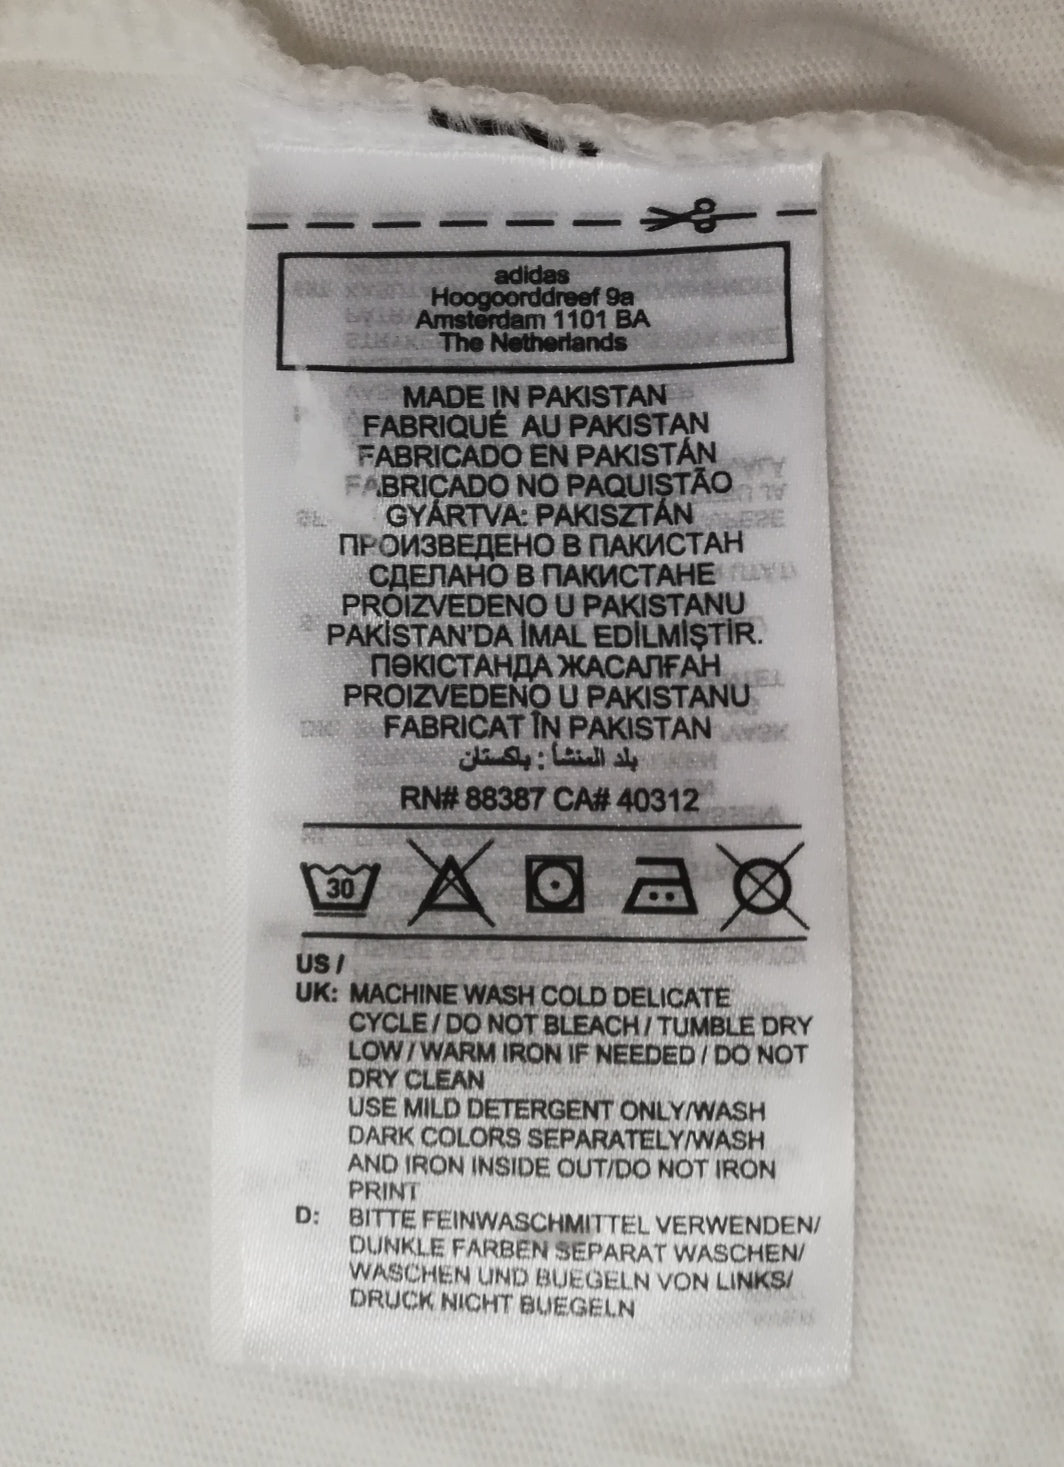 adidas
Hoogoorddreef 9a
Amsterdam 1101 BA
The Netherlands
MADE IN PAKISTAN
FABRIQUÉ AU PAKISTAN
FABRICADO EN PAKISTÁN
FABRICADO NO PAQUISTÃO
GYÁRTVA: PAKISZTÁN
ПРОИЗВЕДЕНО В ПАКИСТАН
СДЕЛАНО В ПАКИСТАНЕ
PROIZVEDENO U PAKISTANU
PAKİSTAN'DA İMAL EDİLMİŞTİR.
ПӘКІСТАНДА ЖАСАЛҒАН
PROIZVEDENO U PAKISTANU
FABRICAT ÎN PAKISTAN
بلد المنشأ : باكستان
RN# 88387 CA# 40312
30
US /
UK: MACHINE WASH COLD DELICATE
CYCLE / DO NOT BLEACH / TUMBLE DRY
LOW / WARM IRON IF NEEDED / DO NOT
DRY CLEAN
USE MILD DETERGENT ONLY/WASH
DARK COLORS SEPARATELY/WASH
AND IRON INSIDE OUT/DO NOT IRON
PRINT
D: BITTE FEINWASCHMITTEL VERWENDEN/
DUNKLE FARBEN SEPARAT WASCHEN/
WASCHEN UND BUEGELN VON LINKS/
DRUCK NICHT BUEGELN